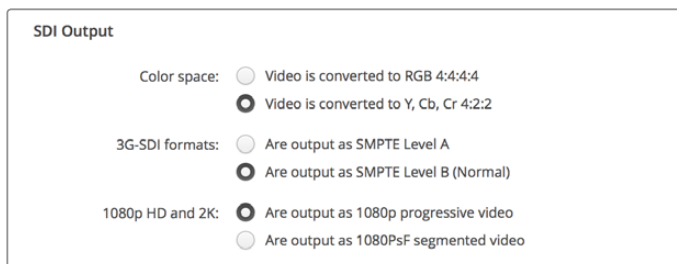 SDI Output
Color space: Video is converted to RGB 4:4:4:4
Video is converted to Y, Cb, Cr 4:2:2
3G-SDI formats: Are output as SMPTE Level A
Are output as SMPTE Level B (Normal)
1080p HD and 2K: Are output as 1080p progressive video
Are output as 1080PsF segmented video